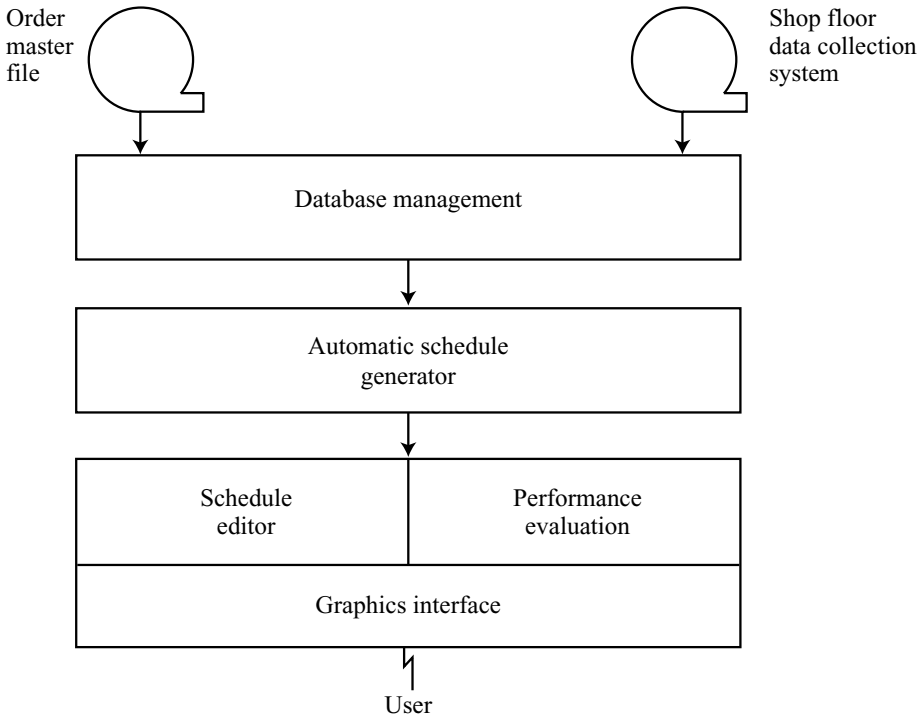 Order
master
file
Shop floor
data collection
system
Database management
Automatic schedule
generator
Schedule
editor
Performance
evaluation
Graphics interface
User